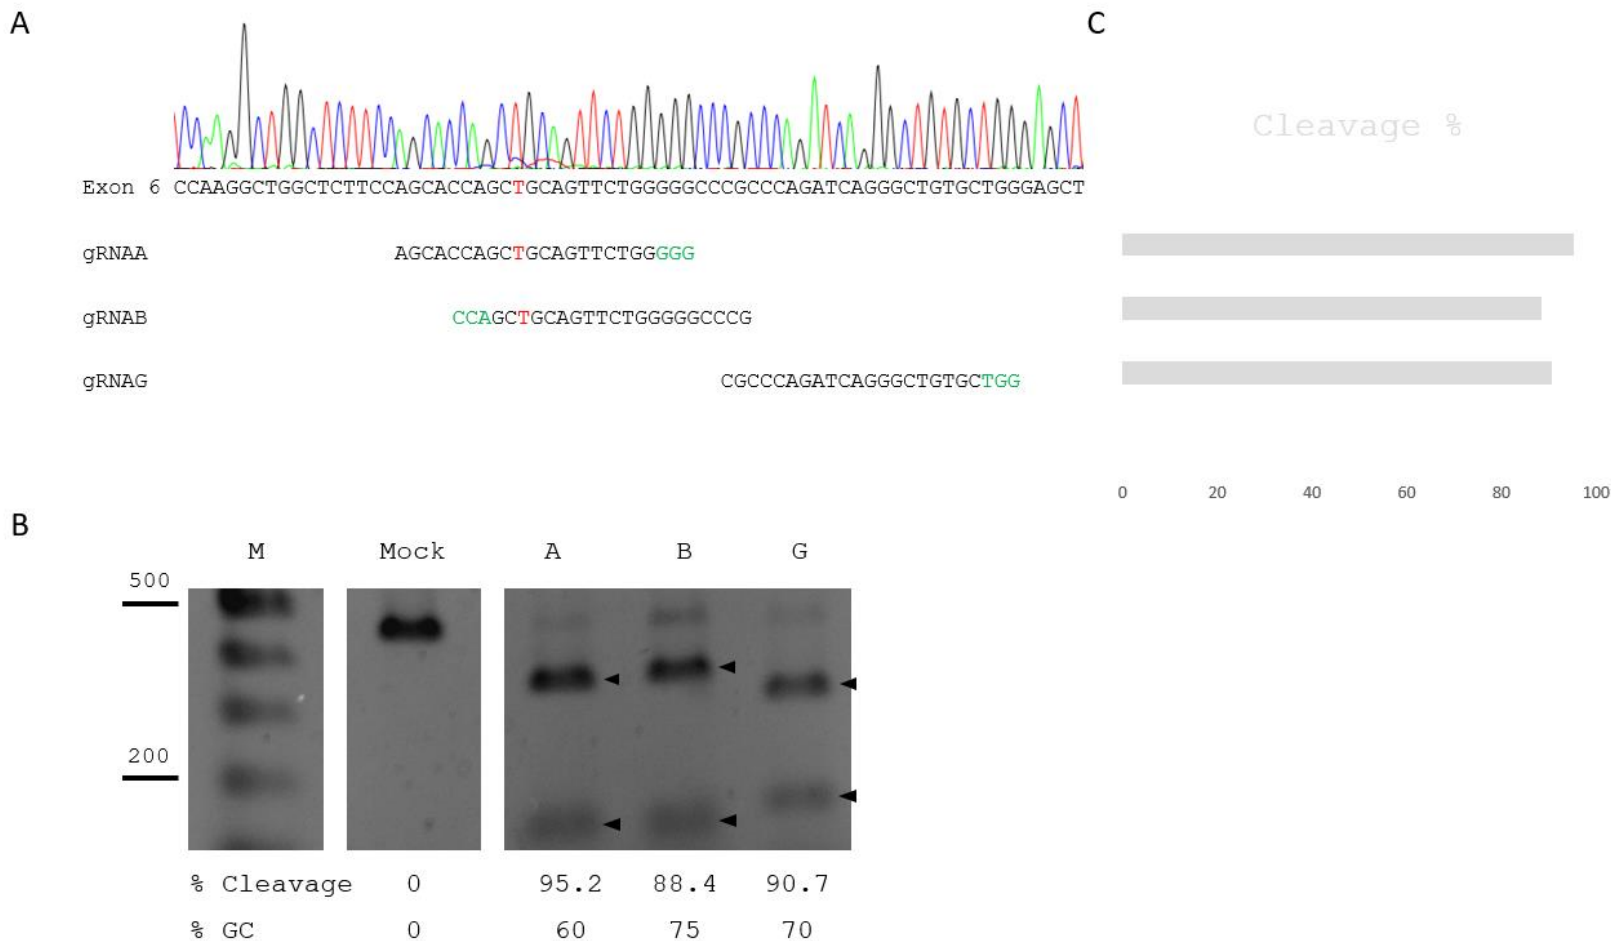 A
C
Cleavage %
Exon 6 CCAAGGCTGGCTCTTCCAGCACCAGCTGCAGTTCTGGGGGCCCGCCCAGATCAGGGCTGTGCTGGGAGCT
gRNAA AGCACCAGCTGCAGTTCTGGGGG
gRNAB CCAGCTGCAGTTCTGGGGGCCCG
gRNAG CGCCCAGATCAGGGCTGTGCTGG
0 20 40 60 80 100
B
M Mock A B G
500
200
% Cleavage 0 95.2 88.4 90.7
% GC 0 60 75 70